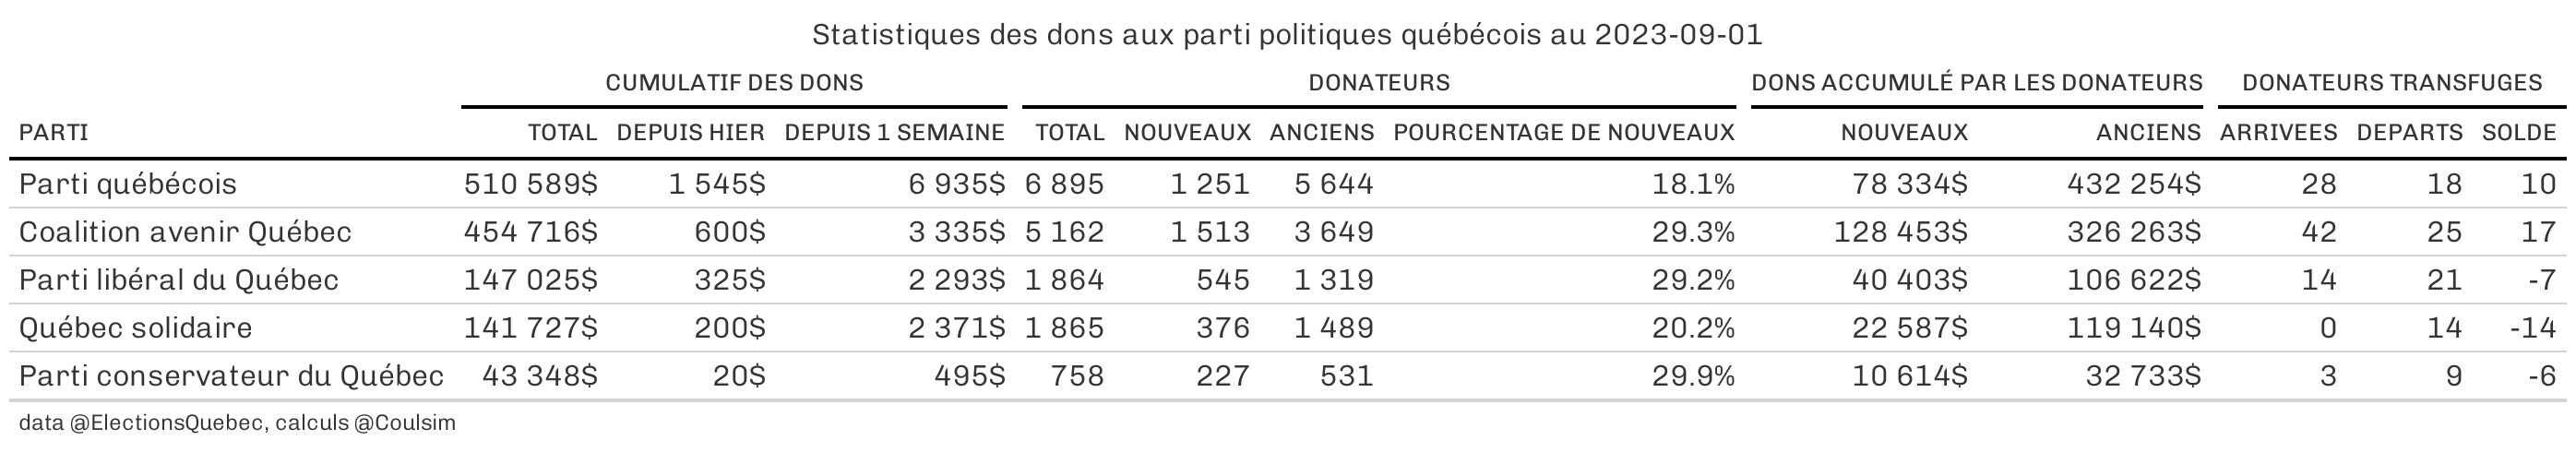 Statistiques des dons aux parti politiques québécois au 2023-09-01
CUMULATIF DES DONS DONATEURS DONS ACCUMULÉ PAR LES DONATEURS DONATEURS TRANSFUGES
PARTI TOTAL DEPUIS HIER DEPUIS 1 SEMAINE TOTAL NOUVEAUX ANCIENS POURCENTAGE DE NOUVEAUX NOUVEAUX ANCIENS ARRIVEES DEPARTS SOLDE
Parti québécois 510 589$ 1 545$ 6 935$ 6 895 1 251 5 644 18.1% 78 334$ 432 254$ 28 18 10
Coalition avenir Québec 454 716$ 600$ 3 335$ 5 162 1 513 3 649 29.3% 128 453$ 326 263$ 42 25 17
Parti libéral du Québec 147 025$ 325$ 2 293$ 1 864 545 1 319 29.2% 40 403$ 106 622$ 14 21 -7
Québec solidaire 141 727$ 200$ 2 371$ 1 865 376 1 489 20.2% 22 587$ 119 140$ 0 14 -14
Parti conservateur du Québec 43 348$ 20$ 495$ 758 227 531 29.9% 10 614$ 32 733$ 3 9 -6
data @ElectionsQuebec, calculs @Coulsim